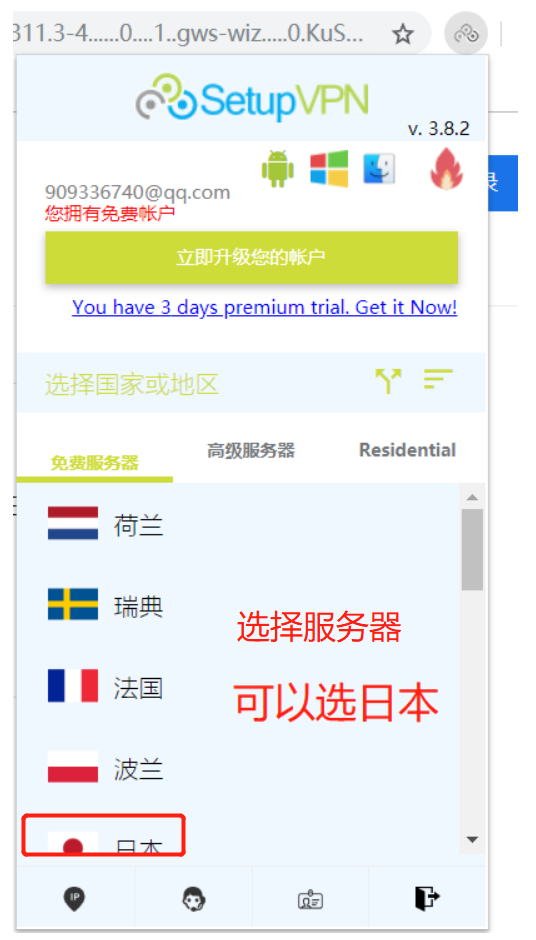 311.3-4......0....1..gws-wiz.....0.KuS...
SetupVPN
v. 3.8.2
909336740@qq.com
您拥有免费帐户
录
立即升级您的帐户
You have 3 days premium trial. Get it Now!
选择国家或地区
免费服务器
高级服务器
Residential
荷兰
瑞典
选择服务器
法国
可以选日本
波兰
日本
IP